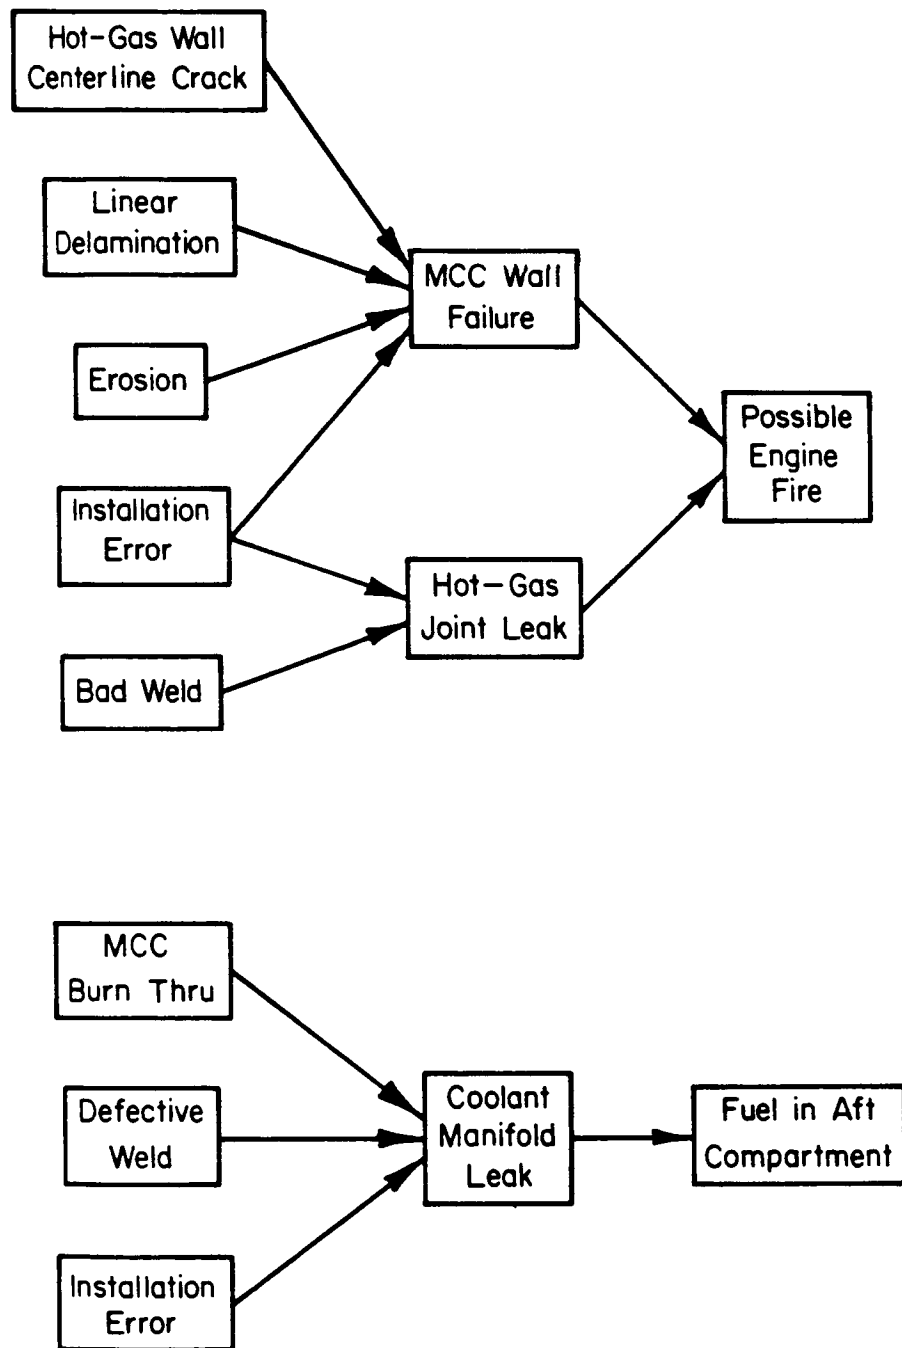 Hot-Gas Wall
Centerline Crack
Linear
Delamination
MCC Wall
Failure
Erosion
Possible
Engine
Fire
Installation
Error
Hot-Gas
Joint Leak
Bad Weld
MCC
Burn Thru
Defective
Weld
Coolant
Manifold
Leak
Fuel in Aft
Compartment
Installation
Error